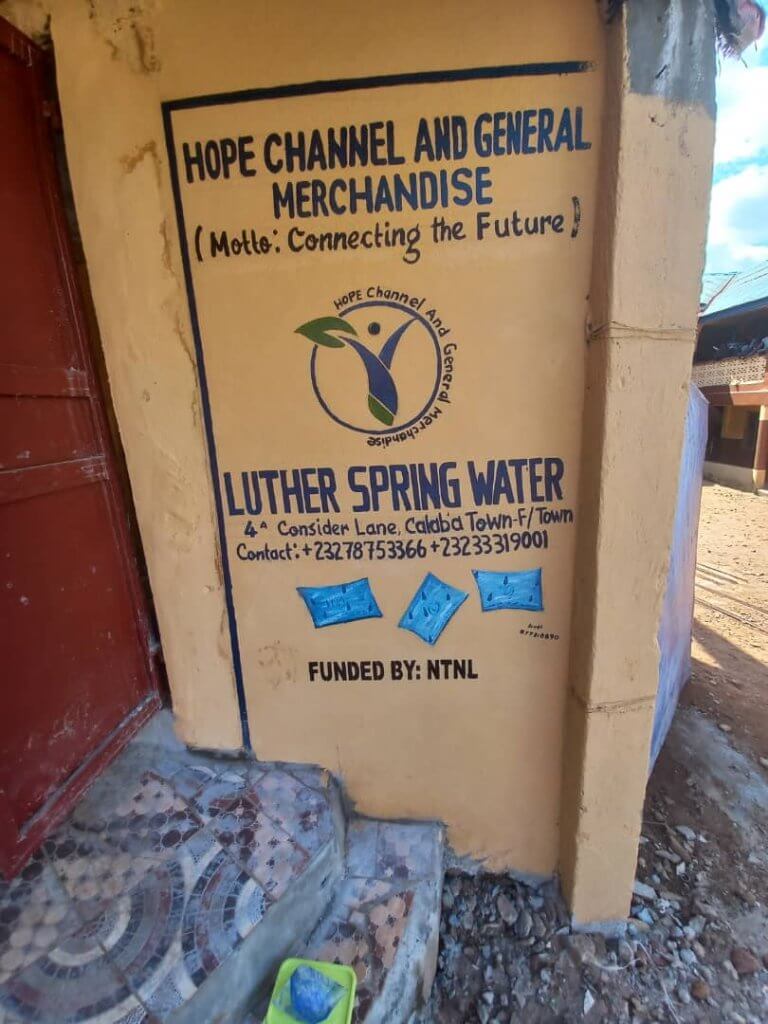 HOPE CHANNEL AND GENERAL
MERCHANDISE
(Motto: Connecting the Future)
HOPE Channel And General Merchandise
LUTHER SPRING WATER
4A Consider Lane, Calaba Town-F/Town
Contact: +23278753366 +23233319001
FUNDED BY: NTNL